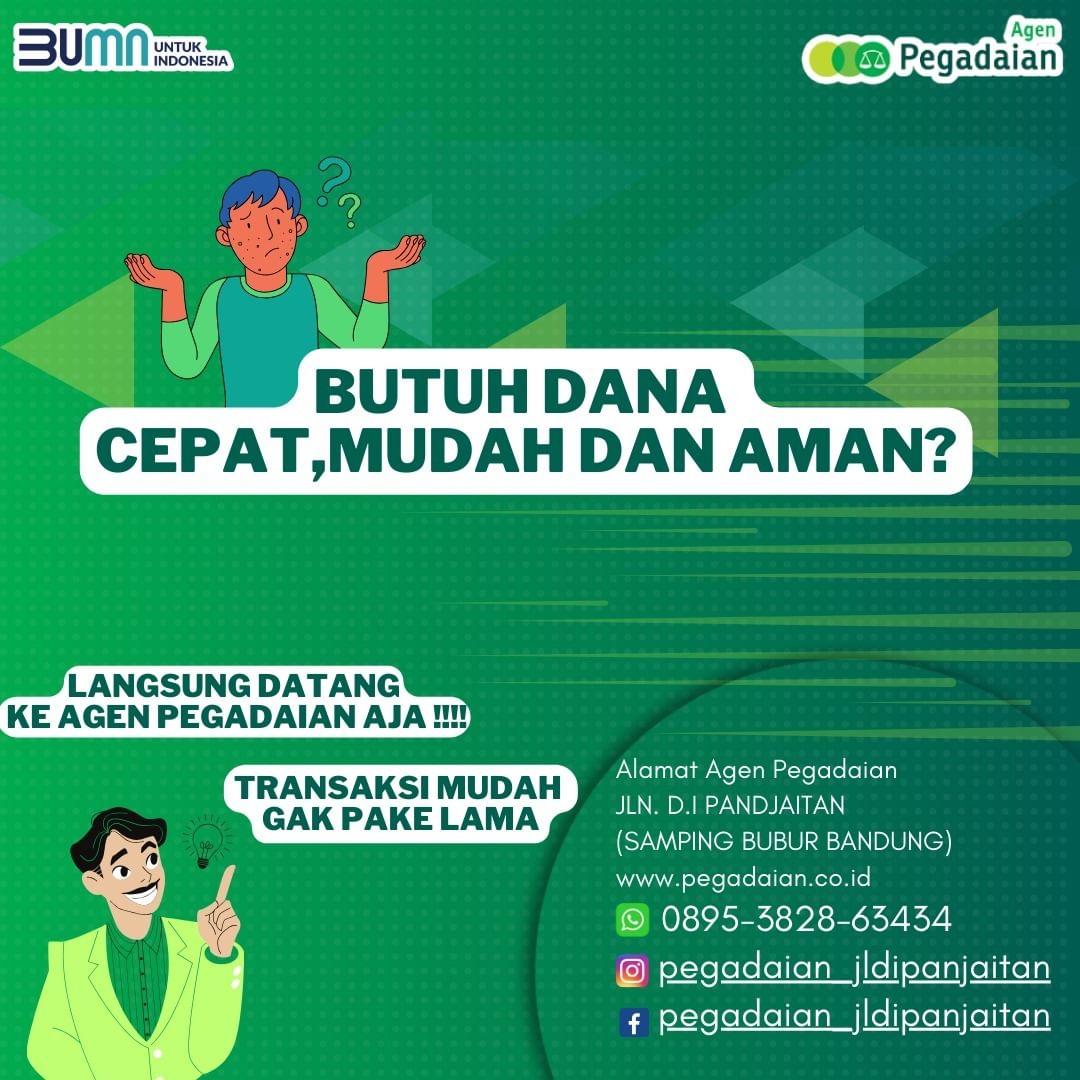 BUMN UNTUK
INDONESIA
Agen
Pegadaian
? ?
BUTUH DANA
CEPAT,MUDAH DAN AMAN?
LANGSUNG DATANG
KE AGEN PEGADAIAN AJA !!!!
TRANSAKSI MUDAH
GAK PAKE LAMA
Alamat Agen Pegadaian
JLN. D.I PANDJAITAN
(SAMPING BUBUR BANDUNG)
www.pegadaian.co.id
0895-3828-63434
pegadaian_jldipanjaitan
pegadaian_jldipanjaitan